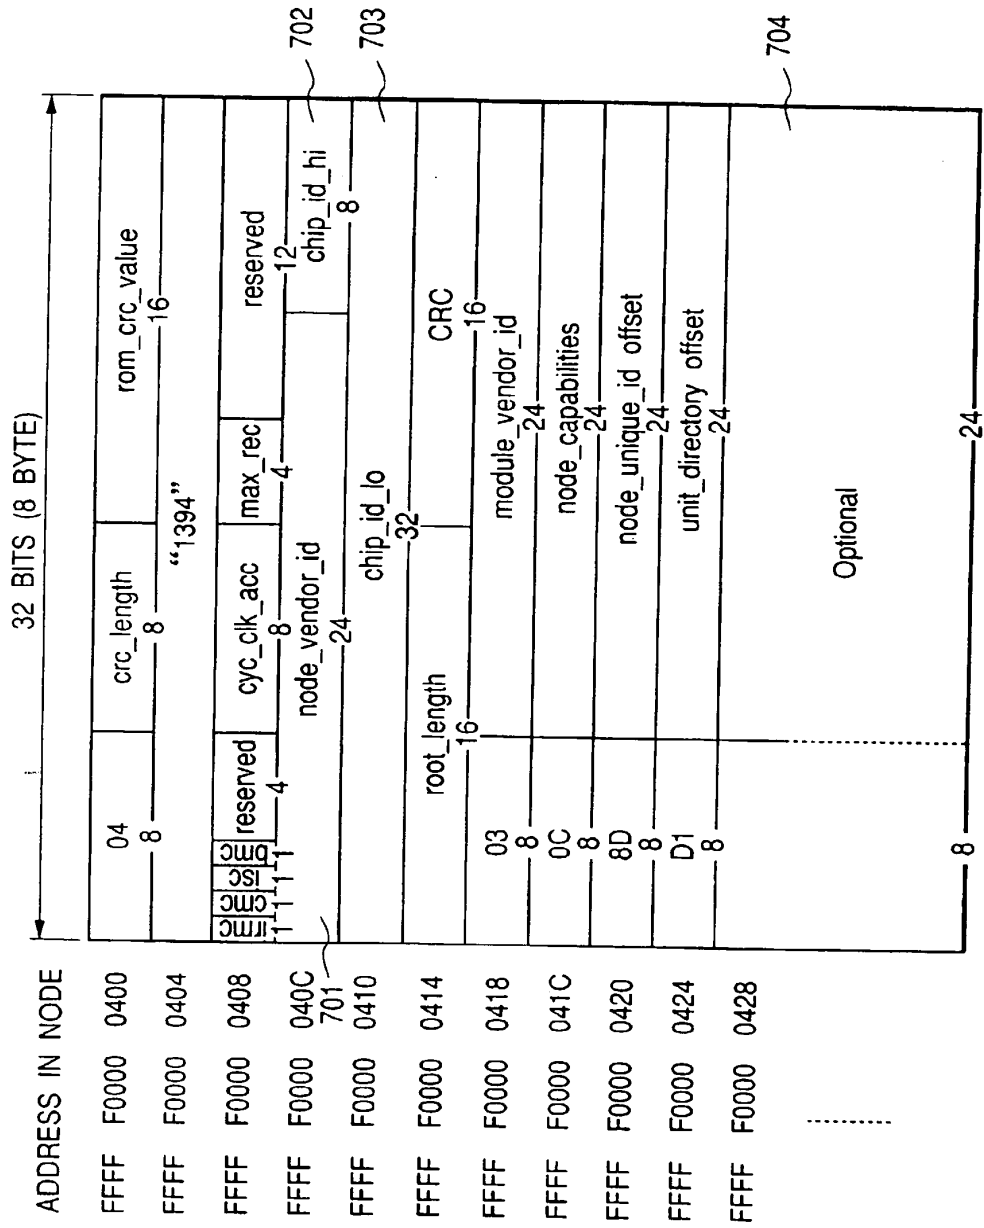 32 BITS (8 BYTE)
ADDRESS IN NODE
FFFF F0000 0400
04 crc_length rom_crc_value
8 8 16
FFFF F0000 0404
“1394”
FFFF F0000 0408
irmc cmc isc bmc reserved cyc_clk_acc max_rec reserved
1 1 1 1 4 8 4 12
FFFF F0000 040C
node_vendor_id chip_id_hi
701 24 8 702
FFFF F0000 0410
chip_id_lo 703
32
FFFF F0000 0414
root_length CRC
16 16
FFFF F0000 0418
03 module_vendor_id
8 24
FFFF F0000 041C
0C node_capabilities
8 24
FFFF F0000 0420
8D node_unique_id offset
8 24
FFFF F0000 0424
D1 unit_directory offset
8 24
FFFF F0000 0428
Optional 704
8 24